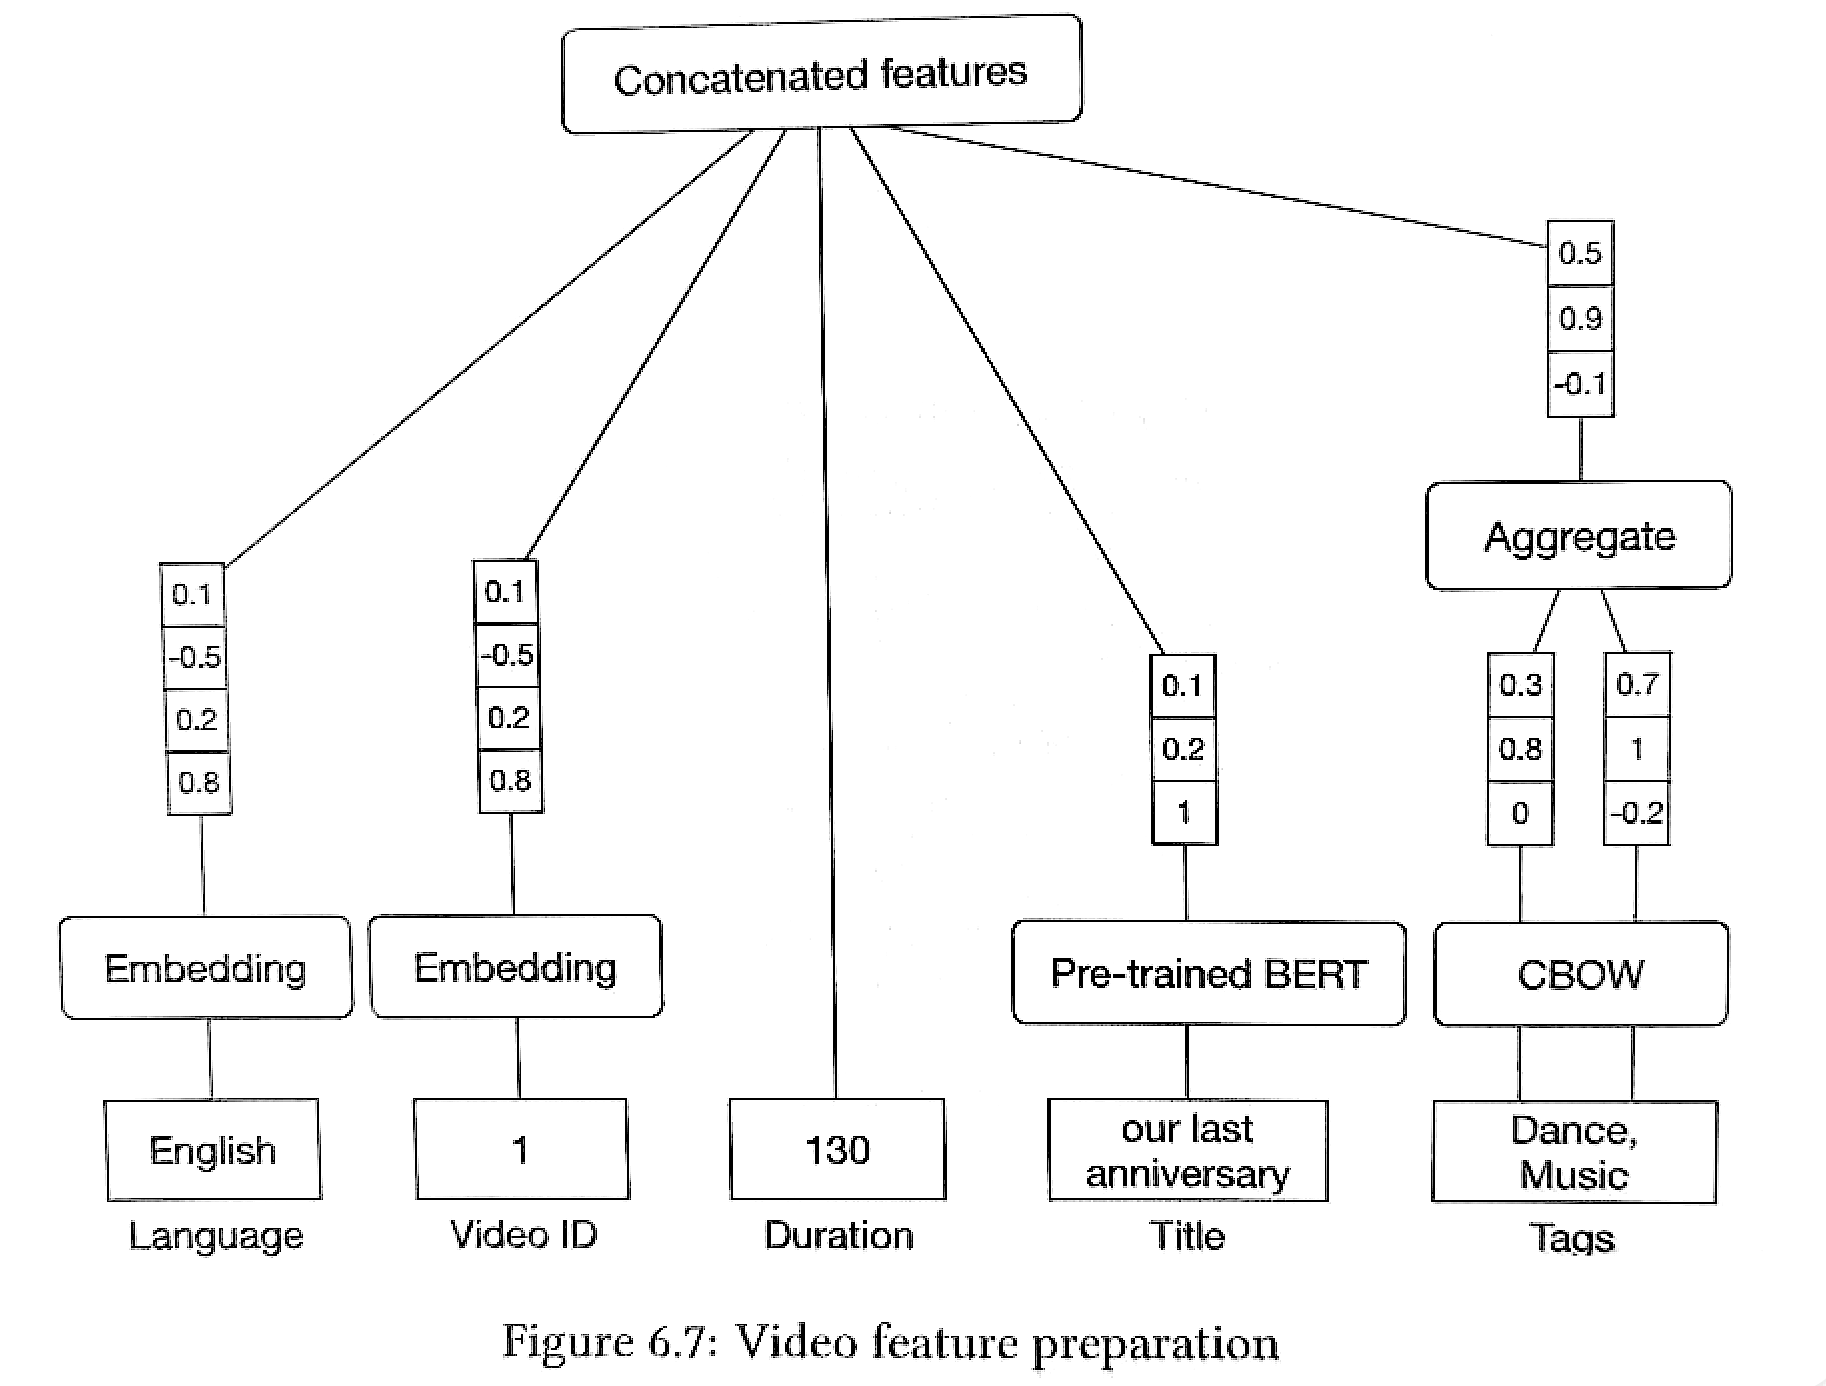 Concatenated features
0.5
0.9
-0.1
Aggregate
0.1
-0.5
0.2
0.8
0.1
-0.5
0.2
0.8
0.1
0.2
1
0.3
0.8
0
0.7
1
-0.2
Embedding
Embedding
Pre-trained BERT
CBOW
English
1
130
our last
anniversary
Dance,
Music
Language
Video ID
Duration
Title
Tags
Figure 6.7: Video feature preparation